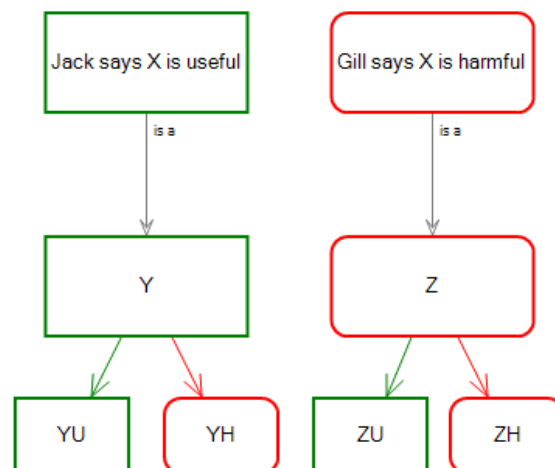 Jack says X is useful
Gill says X is harmful
is a
is a
Y
Z
YU
YH
ZU
ZH